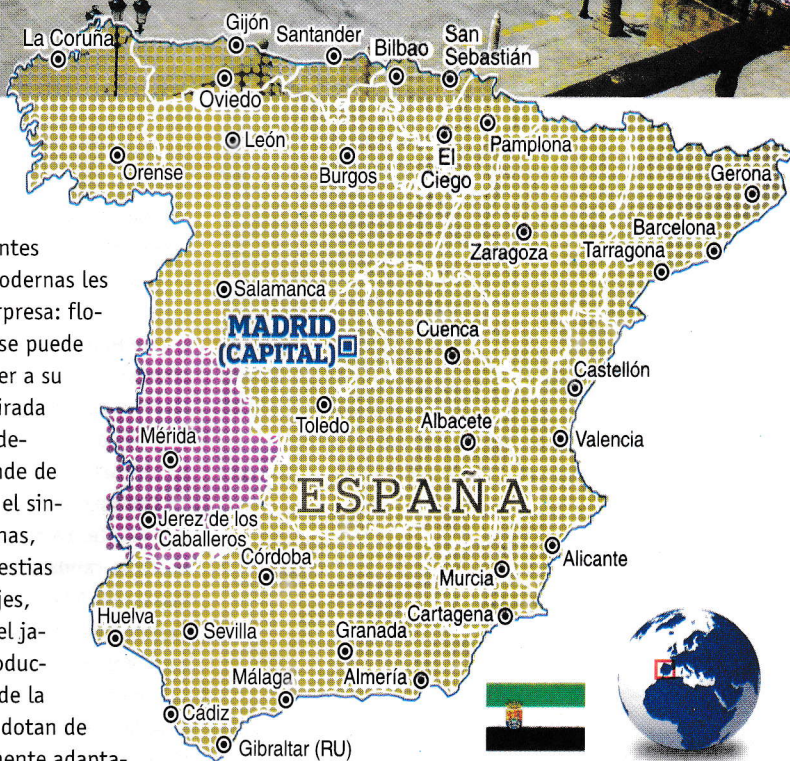 La Coruña
Gijón
Santander
Bilbao
San
Sebastián
Oviedo
León
Orense
Burgos
El
Ciego
Pamplona
Gerona
Barcelona
Zaragoza
Tarragona
Salamanca
MADRID
(CAPITAL)
Cuenca
Castellón
Toledo
Albacete
Valencia
Mérida
ESPAÑA
Jerez de los
Caballeros
Córdoba
Alicante
Murcia
Cartagena
Huelva
Sevilla
Granada
Málaga
Almería
Cádiz
Gibraltar (RU)
ntes
odernas les
rpresa: flo-
se puede
er a su
irada
de-
nde de
el sin-
nas,
estias
jes,
el ja-
oduc-
de la
dotan de
nente adapta-